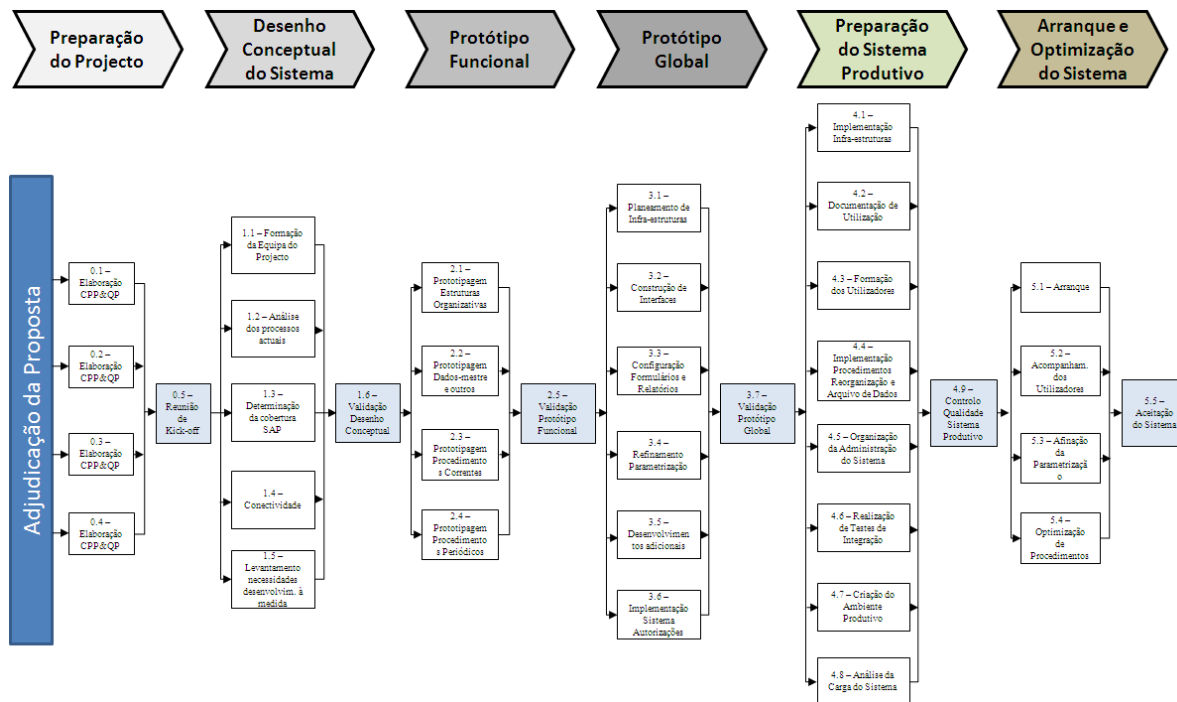 Preparação
do Projecto
Desenho
Conceptual
do Sistema
Protótipo
Funcional
Protótipo
Global
Preparação
do Sistema
Produtivo
Arranque e
Optimização
do Sistema
Adjudicação da Proposta
0.1 –
Elaboração
CPP&QP
0.2 –
Elaboração
CPP&QP
0.3 –
Elaboração
CPP&QP
0.4 –
Elaboração
CPP&QP
0.5 –
Reunião
de
Kick-off
1.1 – Formação
da Equipa do
Projecto
1.2 – Análise
dos processos
actuais
1.3 –
Determinação
da cobertura
SAP
1.4 –
Conectividade
1.5 –
Levantamento
necessidades
desenvolvim. à
medida
1.6 –
Validação
Desenho
Conceptual
2.1 –
Prototipagem
Estruturas
Organizativas
2.2 –
Prototipagem
Dados-mestre
e outros
2.3 –
Prototipagem
Procedimento
s Correntes
2.4 –
Prototipagem
Procedimento
s Periódicos
2.5 –
Validação
Protótipo
Funcional
3.1 –
Planeamento de
Infra-estruturas
3.2 –
Construção de
Interfaces
3.3 –
Configuração
Formulários e
Relatórios
3.4 –
Refinamento
Parametrização
3.5 –
Desenvolvimen
tos adicionais
3.6 –
Implementação
Sistema
Autorizações
3.7 –
Validação
Protótipo
Global
4.1 –
Implementação
Infra-estruturas
4.2 –
Documentação de
Utilização
4.3 – Formação
dos Utilizadores
4.4 –
Implementação
Procedimentos
Reorganização e
Arquivo de Dados
4.5 – Organização
da Administração
do Sistema
4.6 – Realização
de Testes de
Integração
4.7 – Criação do
Ambiente
Produtivo
4.8 – Análise da
Carga do Sistema
4.9 –
Controlo
Qualidade
Sistema
Produtivo
5.1 – Arranque
5.2 –
Acompanham.
dos
Utilizadores
5.3 – Afinação
da
Parametrizaçã
o
5.4 –
Optimização
de
Procedimentos
5.5 –
Aceitação
do Sistema